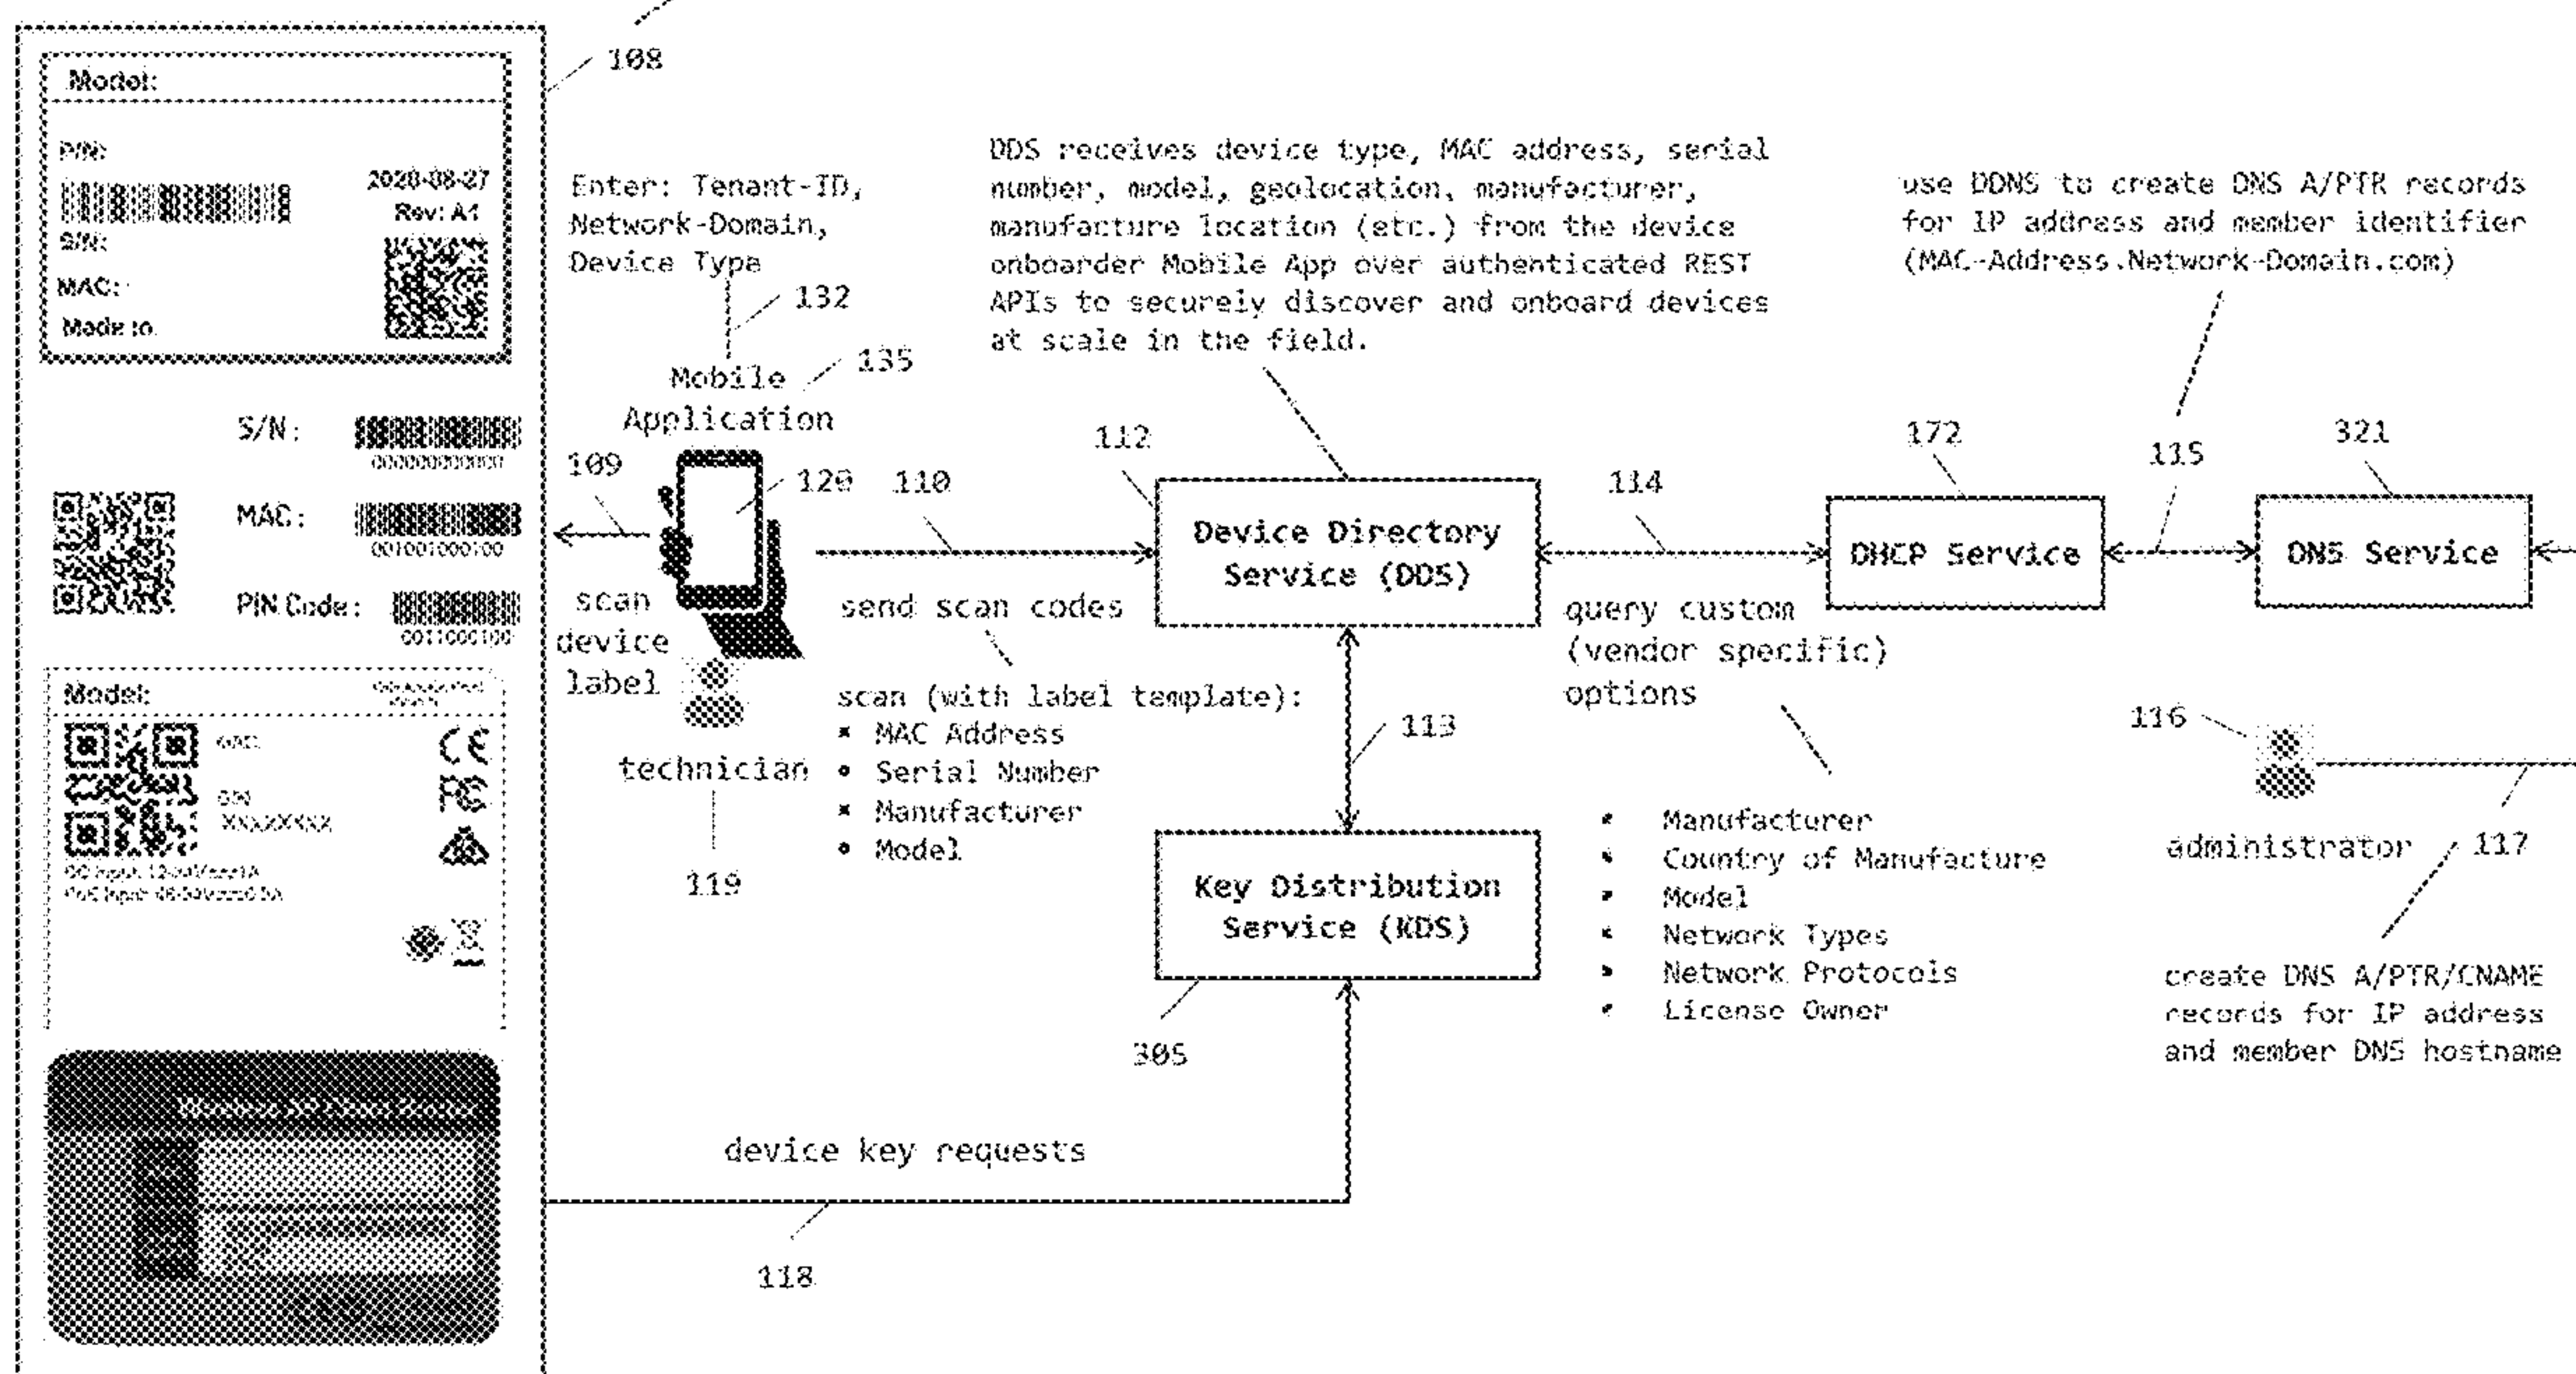 108
Model:
P/N:
2020-08-27
Rev: A1
S/N:
MAC:
Made in
S/N:
000000000000
MAC:
001001000100
PIN Code:
0011000100
Model:
Enter: Tenant-ID,
Network-Domain,
Device Type
132
135
Mobile
Application
109
120
scan
device
label
technician
119
110
send scan codes
scan (with label template):
MAC Address
Serial Number
Manufacturer
Model
DDS receives device type, MAC address, serial
number, model, geolocation, manufacturer,
manufacture location (etc.) from the device
onboarder Mobile App over authenticated REST
APIs to securely discover and onboard devices
at scale in the field.
112
Device Directory
Service (DDS)
113
Key Distribution
Service (KDS)
305
device key requests
118
114
query custom
(vendor specific)
options
Manufacturer
Country of Manufacture
Model
Network Types
Network Protocols
License Owner
use DDNS to create DNS A/PTR records
for IP address and member identifier
(MAC-Address.Network-Domain.com)
172
DHCP Service
115
321
DNS Service
116
administrator
117
create DNS A/PTR/CNAME
records for IP address
and member DNS hostname